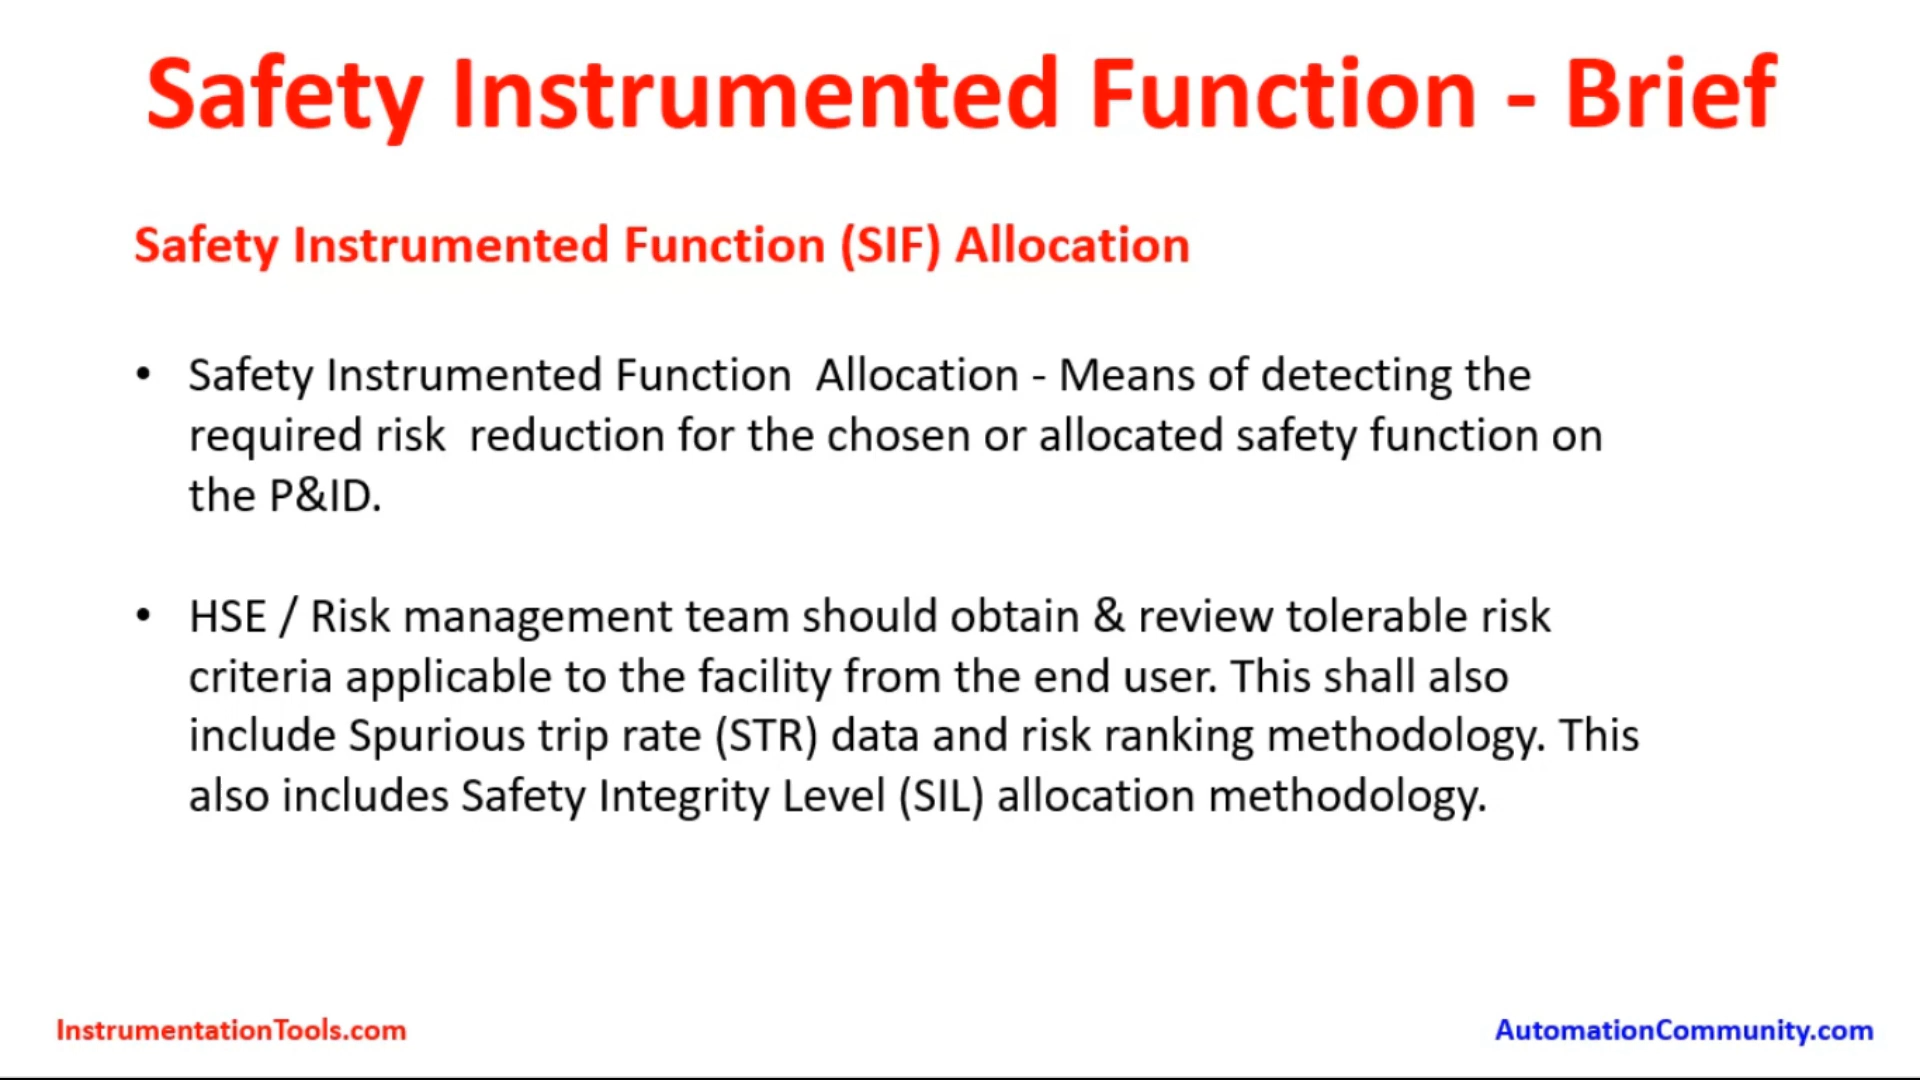 Safety Instrumented Function - Brief
Safety Instrumented Function (SIF) Allocation
• Safety Instrumented Function  Allocation - Means of detecting the
required risk  reduction for the chosen or allocated safety function on
the P&ID.
• HSE / Risk management team should obtain & review tolerable risk
criteria applicable to the facility from the end user. This shall also
include Spurious trip rate (STR) data and risk ranking methodology. This
also includes Safety Integrity Level (SIL) allocation methodology.
InstrumentationTools.com
AutomationCommunity.com